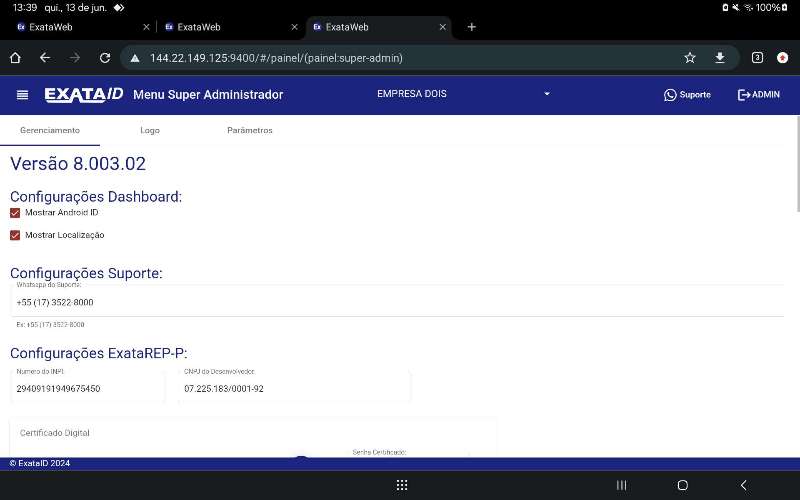 13:39 qui., 13 de jun.
100%
Ex ExataWeb
Ex ExataWeb
Ex ExataWeb
144.22.149.125:9400/#/painel/(painel:super-admin)
3
EXATAID Menu Super Administrador
EMPRESA DOIS
Suporte
ADMIN
Gerenciamento
Logo
Parâmetros
Versão 8.003.02
Configurações Dashboard:
Mostrar Android ID
Mostrar Localização
Configurações Suporte:
Whatsapp do Suporte:
+55 (17) 3522-8000
Ex: +55 (17) 3522-8000
Configurações ExataREP-P:
Numero do INPI:
CNPJ do Desenvolvedor:
29409191949675450
07.225.183/0001-92
Certificado Digital
Senha Certificado:
© ExataID 2024